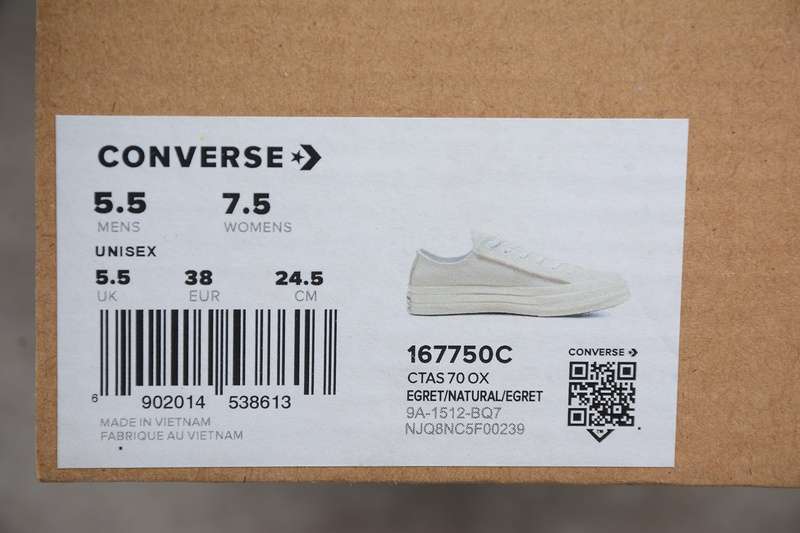 CONVERSE
5.5 7.5
MENS WOMENS
UNISEX
5.5 38 24.5
UK EUR CM
6 902014 538613
MADE IN VIETNAM
FABRIQUE AU VIETNAM
167750C
CTAS 70 OX
EGRET/NATURAL/EGRET
9A-1512-BQ7
NJQ8NC5F00239
CONVERSE